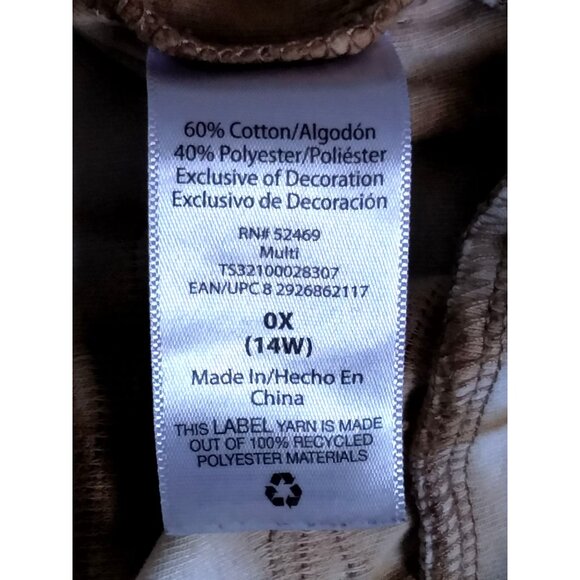 60% Cotton/Algodón
40% Polyester/Poliéster
Exclusive of Decoration
Exclusivo de Decoración
RN# 52469
Multi
TS32100028307
EAN/UPC 8 2926862117
0X
(14W)
Made In/Hecho En
China
THIS LABEL YARN IS MADE
OUT OF 100% RECYCLED
POLYESTER MATERIALS